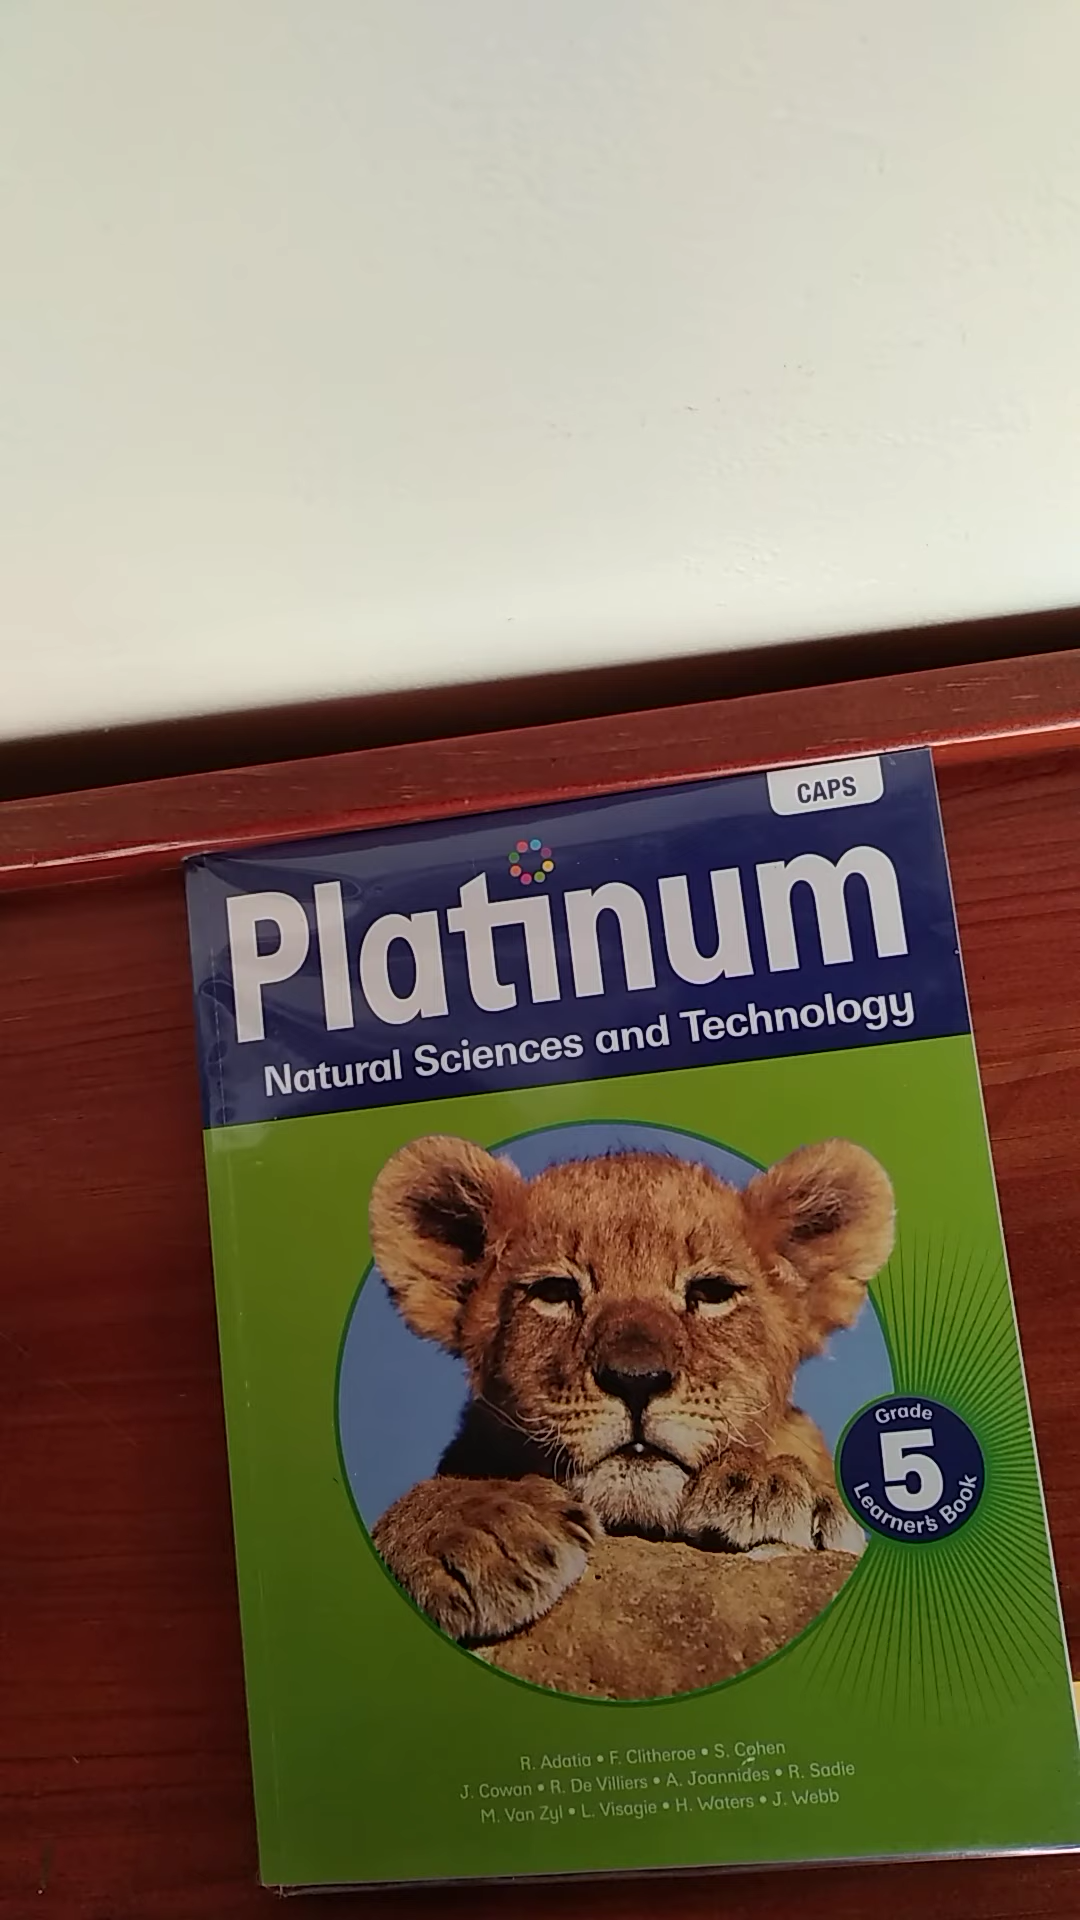 CAPS
Platinum
Natural Sciences and Technology
Grade
5
Learner's Book
R. Adatia • F. Clitheroe • S. Cohen
J. Cowan • R. De Villiers • A. Joannides • R. Sadie
M. Van Zyl • L. Visagie • H. Waters • J. Webb